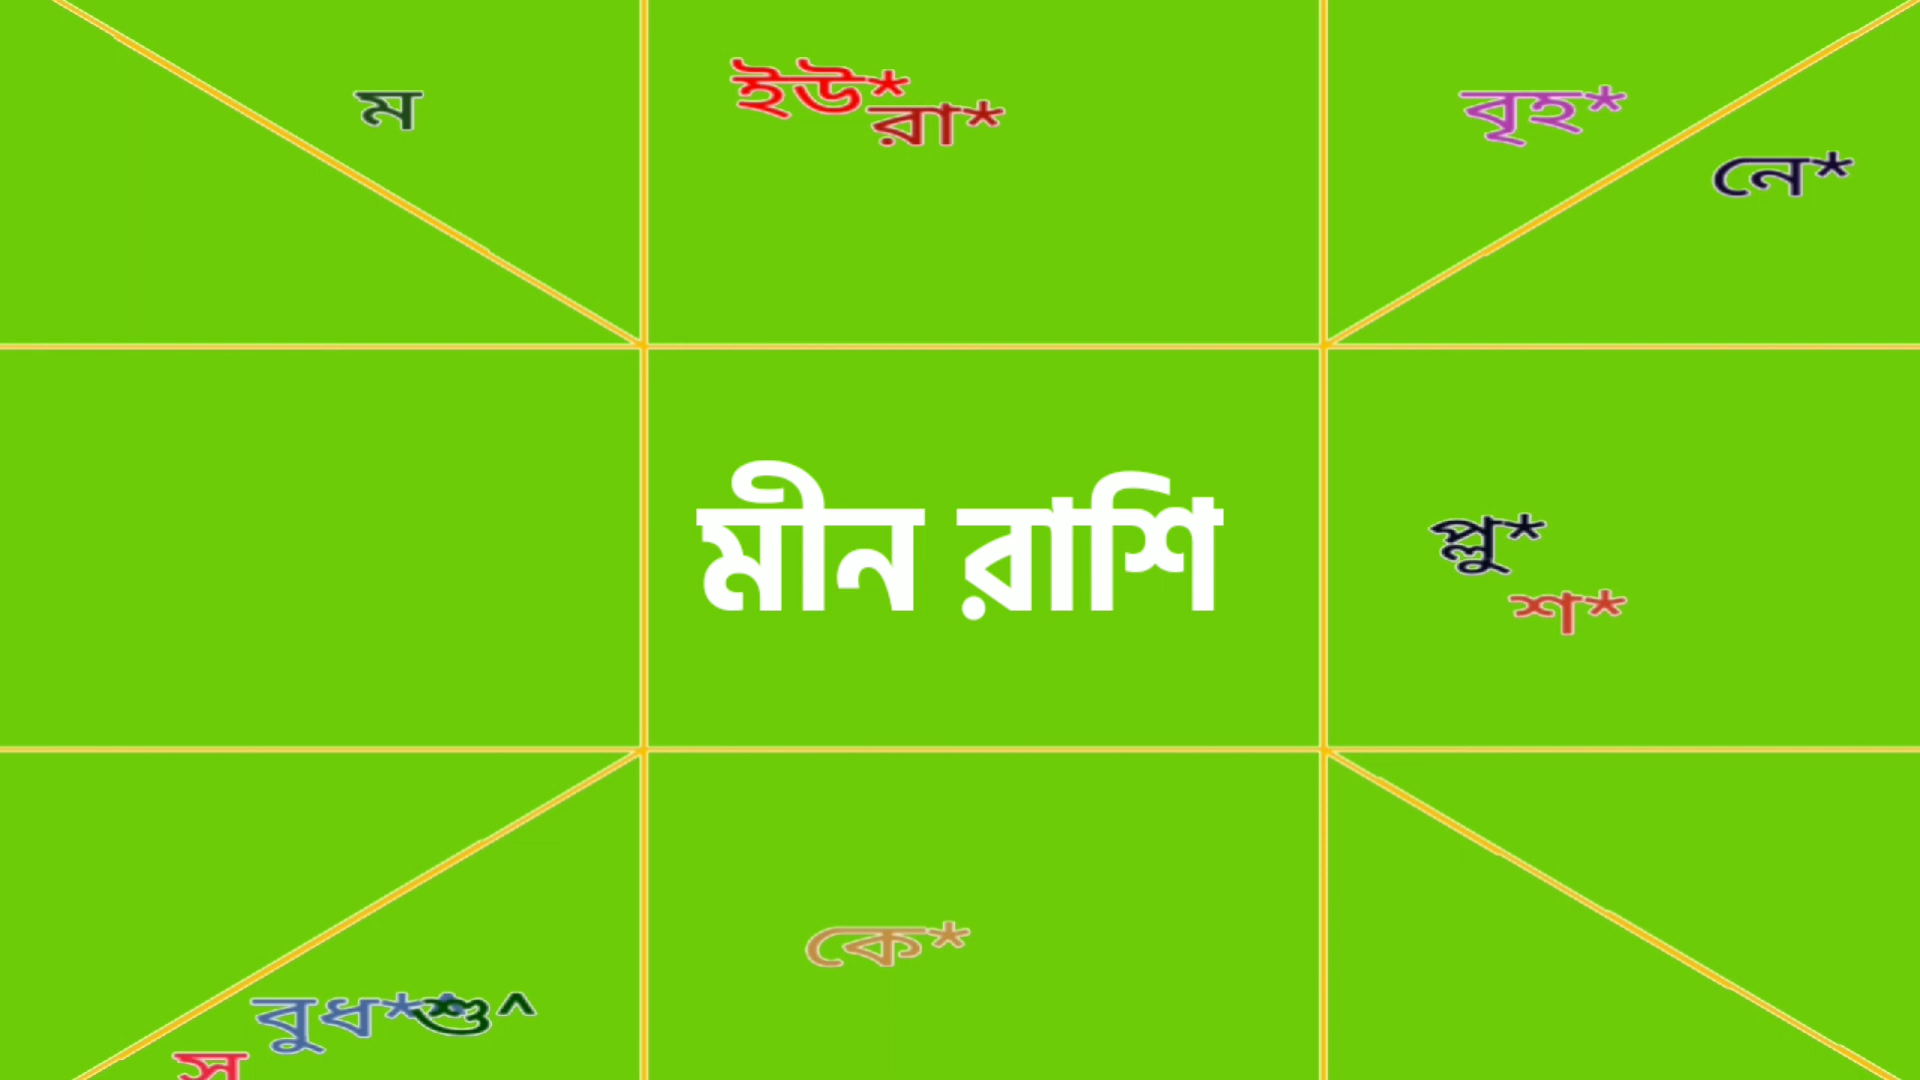 ম
ইউ*
রা*
বৃহ*
নে*
মীন রাশি
প্লু*
শ*
কে*
বুধ*^
শু^